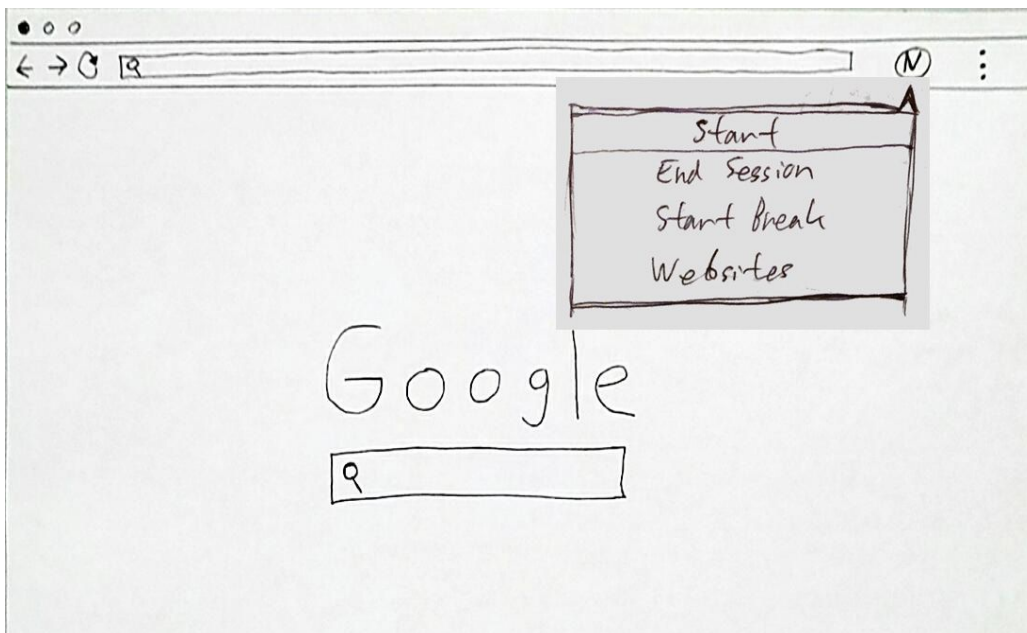 N
Start
End Session
Start Break
Websites
Google